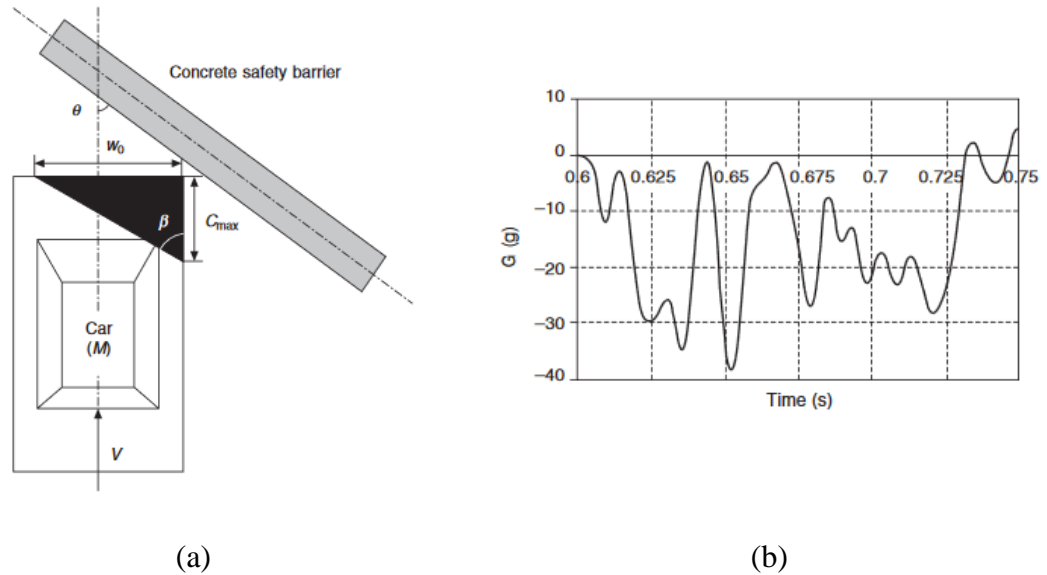 Concrete safety barrier
θ
w₀
β
Cmax
Car
(M)
V
(a)
10
0
−10
−20
−30
−40
G (g)
0.6 0.625 0.65 0.675 0.7 0.725 0.75
Time (s)
(b)